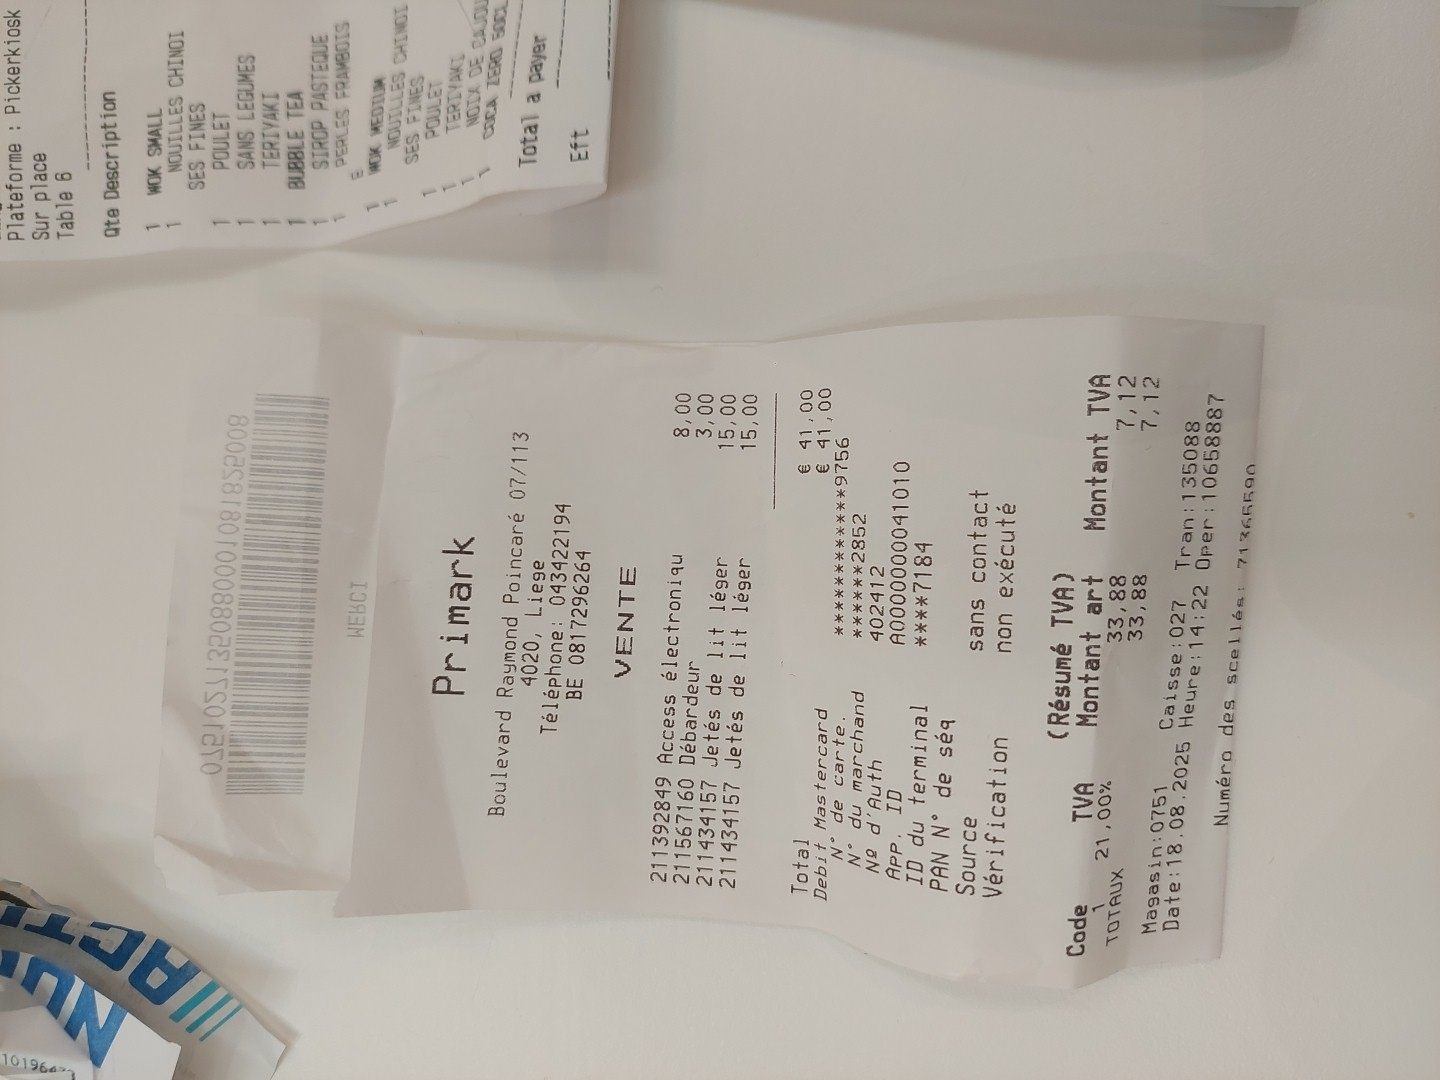 Plateforme : Pickerkiosk
Sur place
Table 6
Qte Description
1 WOK SMALL
1 NOUILLES CHINOI
SES FINES
1 POULET
1 SANS LEGUMES
1 TERIYAKI
1 BUBBLE TEA
1 SIROP PASTEQUE
1 PERLES FRAMBOIS
E
1 WOK MEDIUM
1 NOUILLES CHINOI
SES FINES
1 POULET
1 TERIYAKI
1 NOIX DE CAJOU
1 COCA ZERO 50CL
Total a payer
Eft
07510271350880001081825008
MERCI
Primark
Boulevard Raymond Poincaré 07/113
4020, Liege
Téléphone: 043422194
BE 0817296264
VENTE
211392849 Access électroniqu 8,00
211567160 Débardeur 3,00
211434157 Jetés de lit léger 15,00
211434157 Jetés de lit léger 15,00
Total € 41,00
Debit Mastercard € 41,00
N° de carte. ************9756
N° du marchand ******2852
Nº d'Auth 402412
APP. ID A0000000041010
ID du terminal ****7184
PAN N° de séq
Source sans contact
Vérification non exécuté
(Résumé TVA)
Code TVA Montant art Montant TVA
1 21,00% 33,88 7,12
TOTAUX 33,88 7,12
Magasin:0751 Caisse:027 Tran:135088
Date:18.08.2025 Heure:14:22 Oper:10658887
Numéro des scellés: 71365590